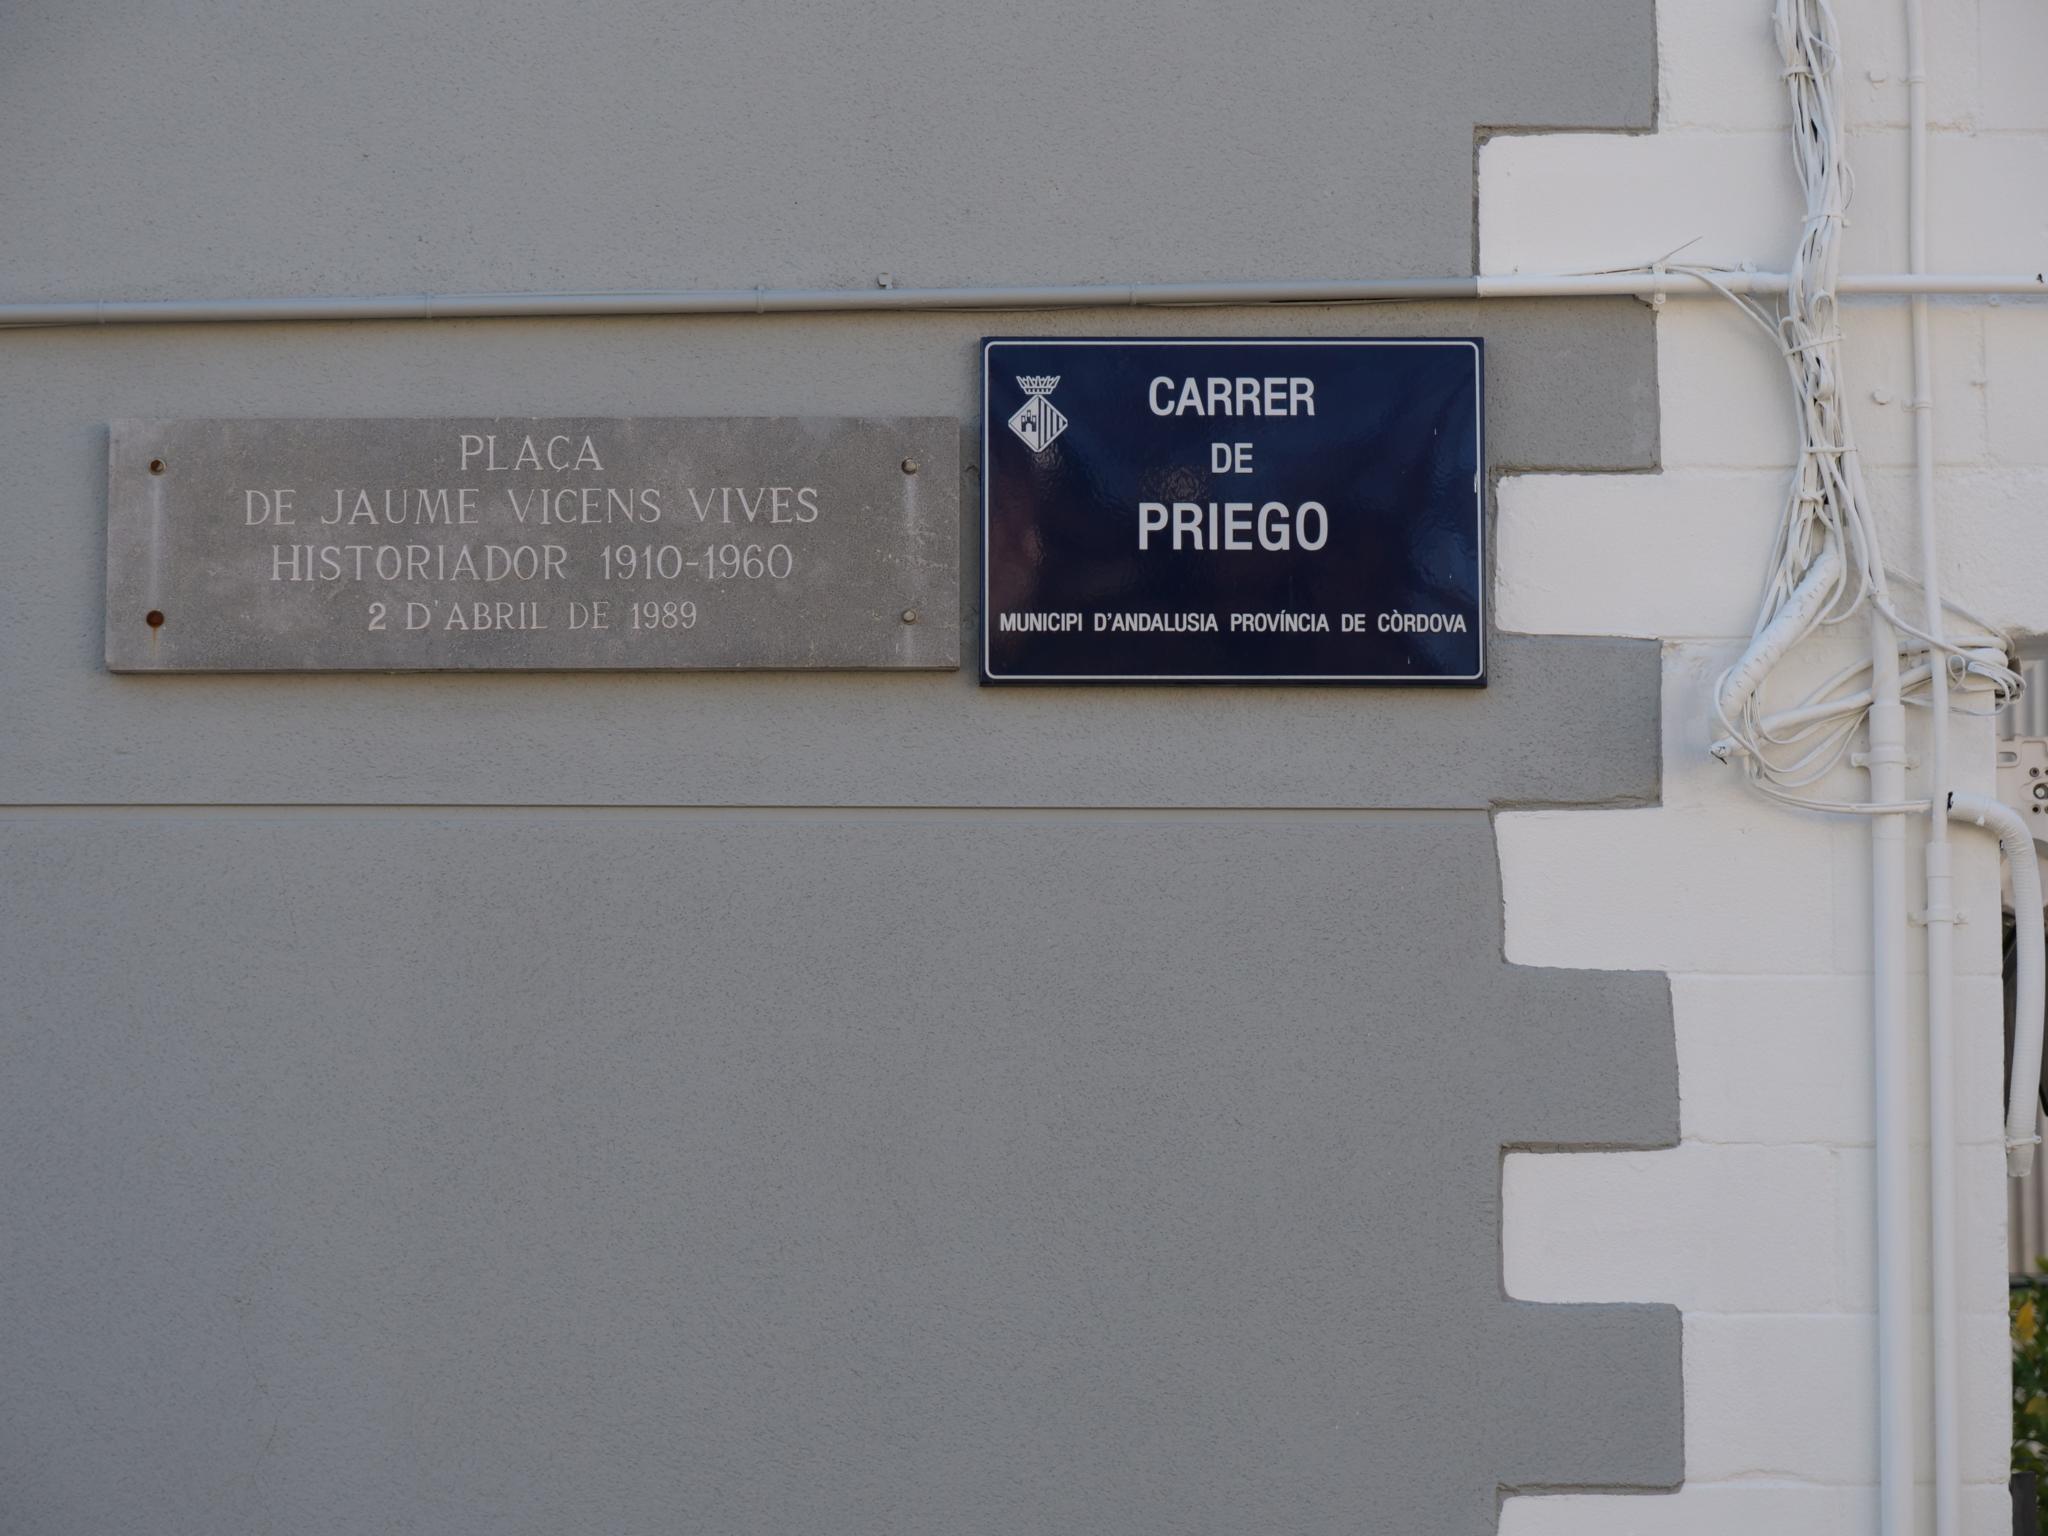 PLAÇA
DE JAUME VICENS VIVES
HISTORIADOR 1910-1960
2 D'ABRIL DE 1989
CARRER
DE
PRIEGO
MUNICIPI D'ANDALUSIA PROVÍNCIA DE CÒRDOVA